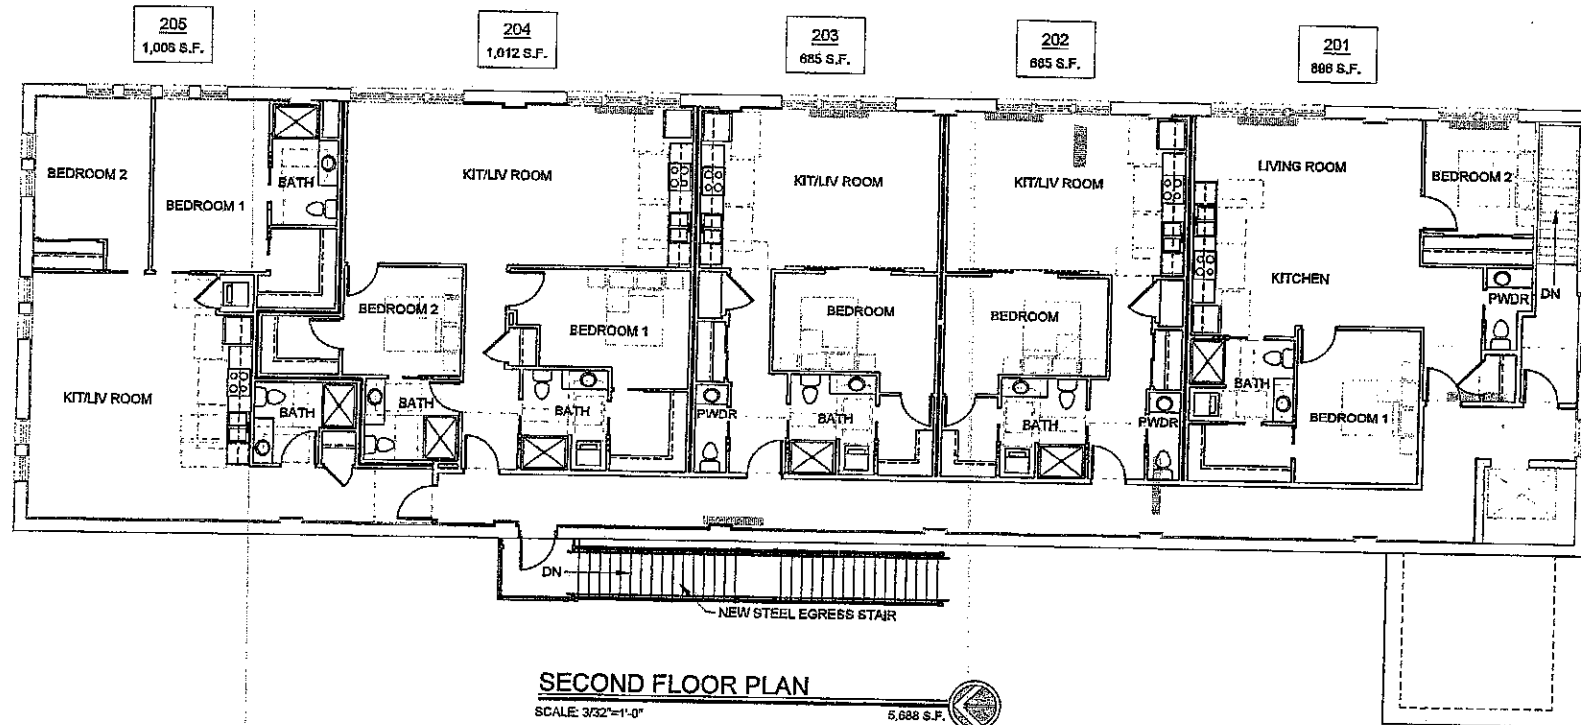 205
1,006 S.F.
204
1,012 S.F.
203
685 S.F.
202
685 S.F.
201
896 S.F.
BEDROOM 2
BEDROOM 1
BATH
KIT/LIV ROOM
KIT/LIV ROOM
KIT/LIV ROOM
LIVING ROOM
BEDROOM 2
KITCHEN
PWDR
DN
BEDROOM 2
BEDROOM 1
BEDROOM
BEDROOM
KIT/LIV ROOM
BATH
BATH
BATH
PWDR
BATH
BATH
PWDR
BATH
BEDROOM 1
DN
NEW STEEL EGRESS STAIR
SECOND FLOOR PLAN
SCALE: 3/32"=1'-0"
5,688 S.F.